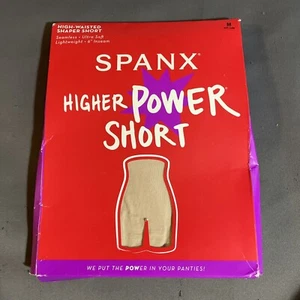 HIGH-WAISTED
SHAPER SHORT
Seamless • Ultra Soft
Lightweight • 6" Inseam
M
SPANX®
HIGHER POWER
SHORT
WE PUT THE POWER IN YOUR PANTIES!